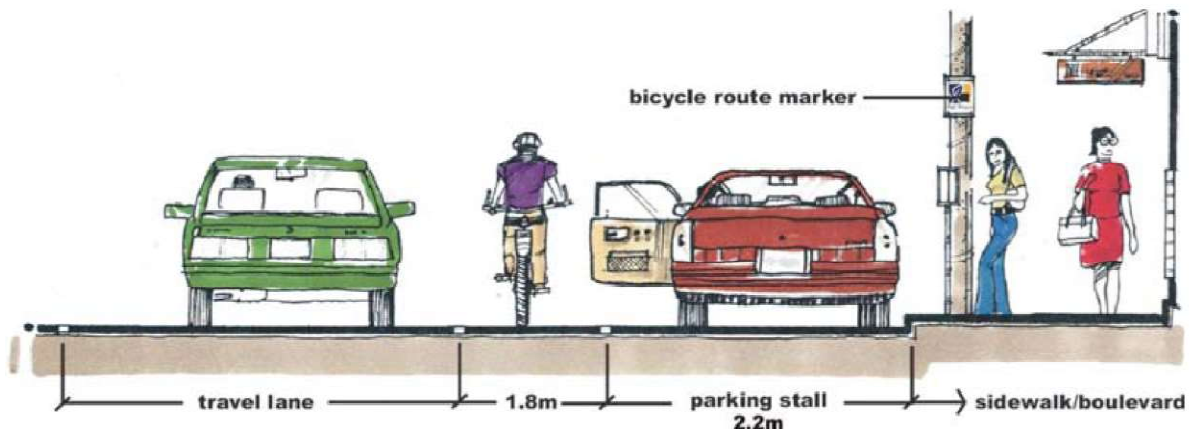 bicycle route marker
travel lane
1.8m
parking stall
2.2m
sidewalk/boulevard